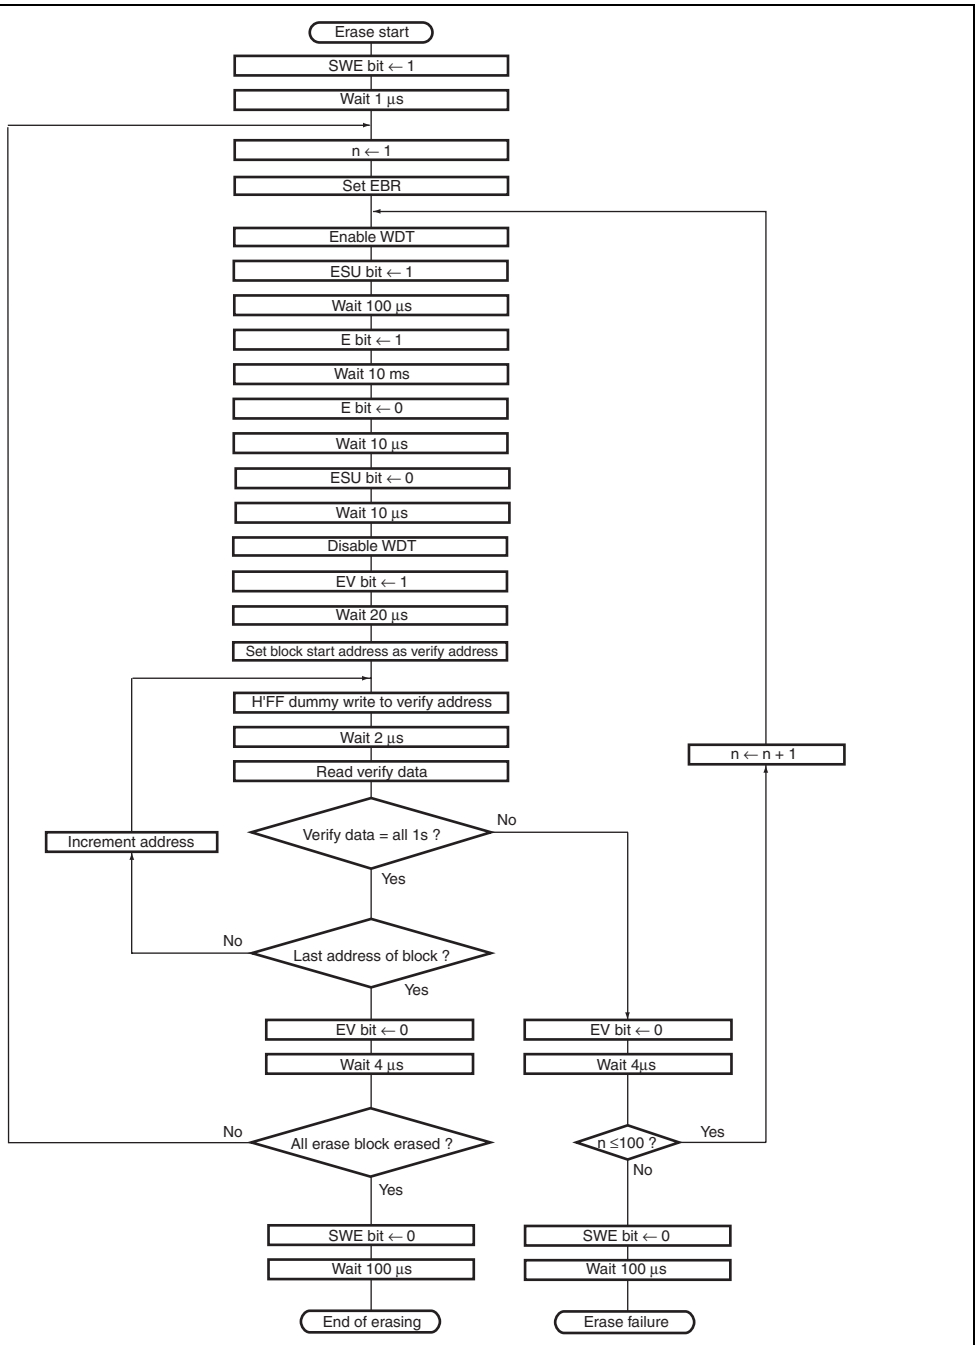 Erase start
SWE bit ← 1
Wait 1 μs
n ← 1
Set EBR
Enable WDT
ESU bit ← 1
Wait 100 μs
E bit ← 1
Wait 10 ms
E bit ← 0
Wait 10 μs
ESU bit ← 0
Wait 10 μs
Disable WDT
EV bit ← 1
Wait 20 μs
Set block start address as verify address
H'FF dummy write to verify address
Wait 2 μs
n ← n + 1
Read verify data
No
Verify data = all 1s ?
Increment address
Yes
No
Last address of block ?
Yes
EV bit ← 0
EV bit ← 0
Wait 4 μs
Wait 4μs
No
All erase block erased ?
n ≤100 ?
Yes
No
Yes
SWE bit ← 0
SWE bit ← 0
Wait 100 μs
Wait 100 μs
End of erasing
Erase failure